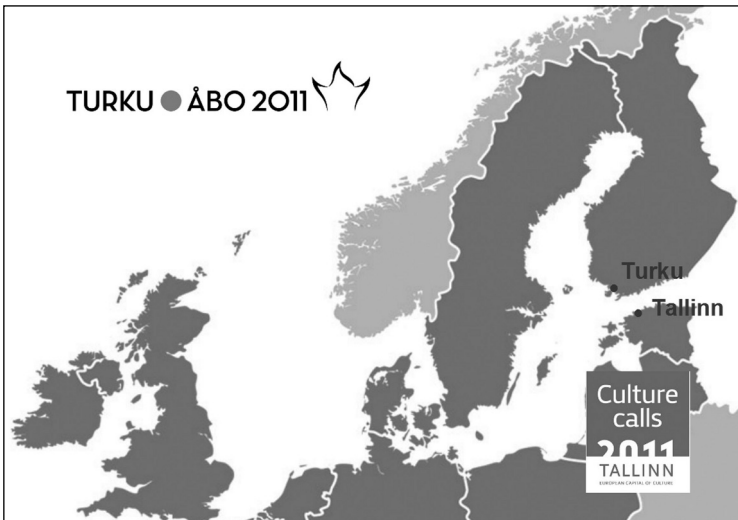 TURKU ● ÅBO 2011
Turku
Tallinn
Culture
calls
2011
TALLINN
EUROPEAN CAPITAL OF CULTURE